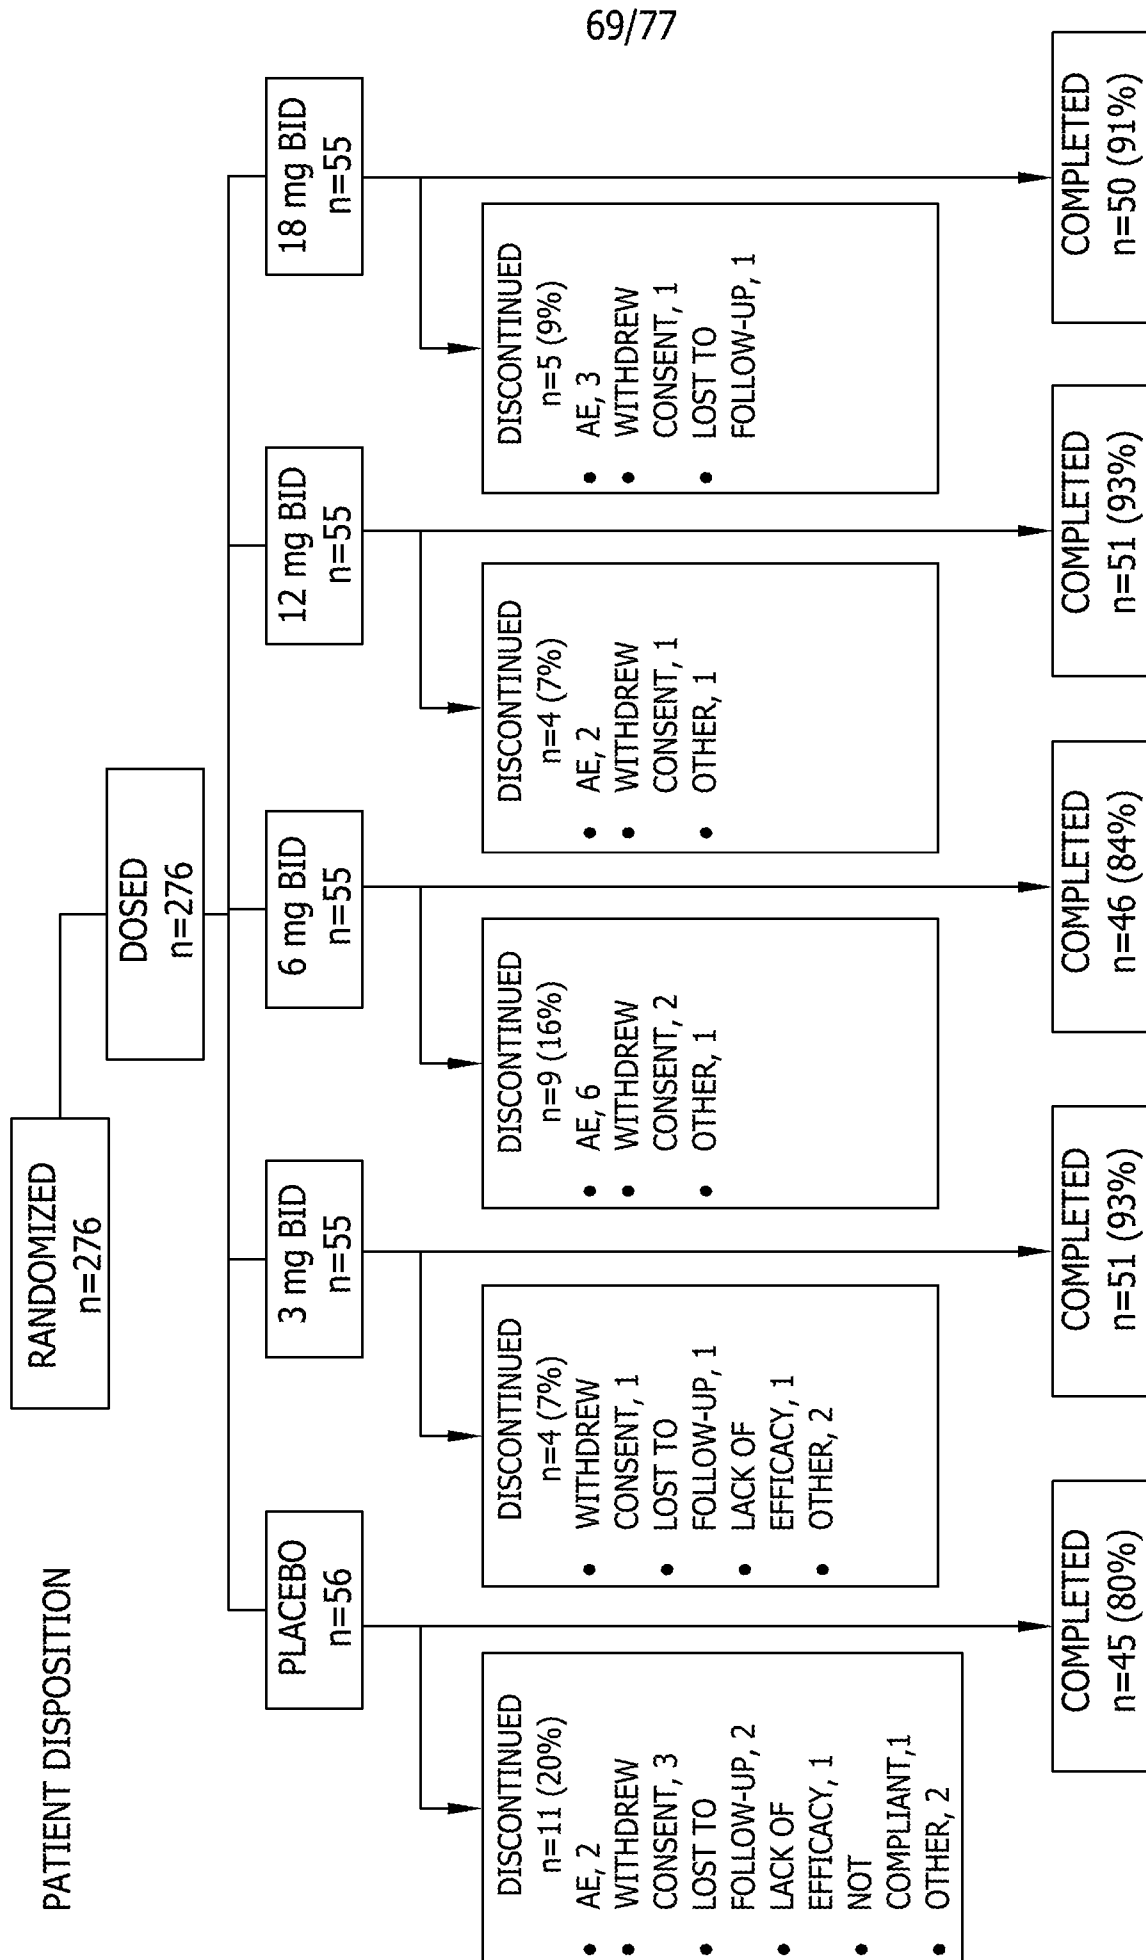 69/77
PATIENT DISPOSITION
RANDOMIZED
n=276
DOSED
n=276
PLACEBO
n=56
3 mg BID
n=55
6 mg BID
n=55
12 mg BID
n=55
18 mg BID
n=55
DISCONTINUED
n=11 (20%)
• AE, 2
• WITHDREW
CONSENT, 3
• LOST TO
FOLLOW-UP, 2
• LACK OF
EFFICACY, 1
• NOT
COMPLIANT,1
• OTHER, 2
DISCONTINUED
n=4 (7%)
• WITHDREW
CONSENT, 1
• LOST TO
FOLLOW-UP, 1
• LACK OF
EFFICACY, 1
• OTHER, 2
DISCONTINUED
n=9 (16%)
• AE, 6
• WITHDREW
CONSENT, 2
• OTHER, 1
DISCONTINUED
n=4 (7%)
• AE, 2
• WITHDREW
CONSENT, 1
• OTHER, 1
DISCONTINUED
n=5 (9%)
• AE, 3
• WITHDREW
CONSENT, 1
• LOST TO
FOLLOW-UP, 1
COMPLETED
n=45 (80%)
COMPLETED
n=51 (93%)
COMPLETED
n=46 (84%)
COMPLETED
n=51 (93%)
COMPLETED
n=50 (91%)